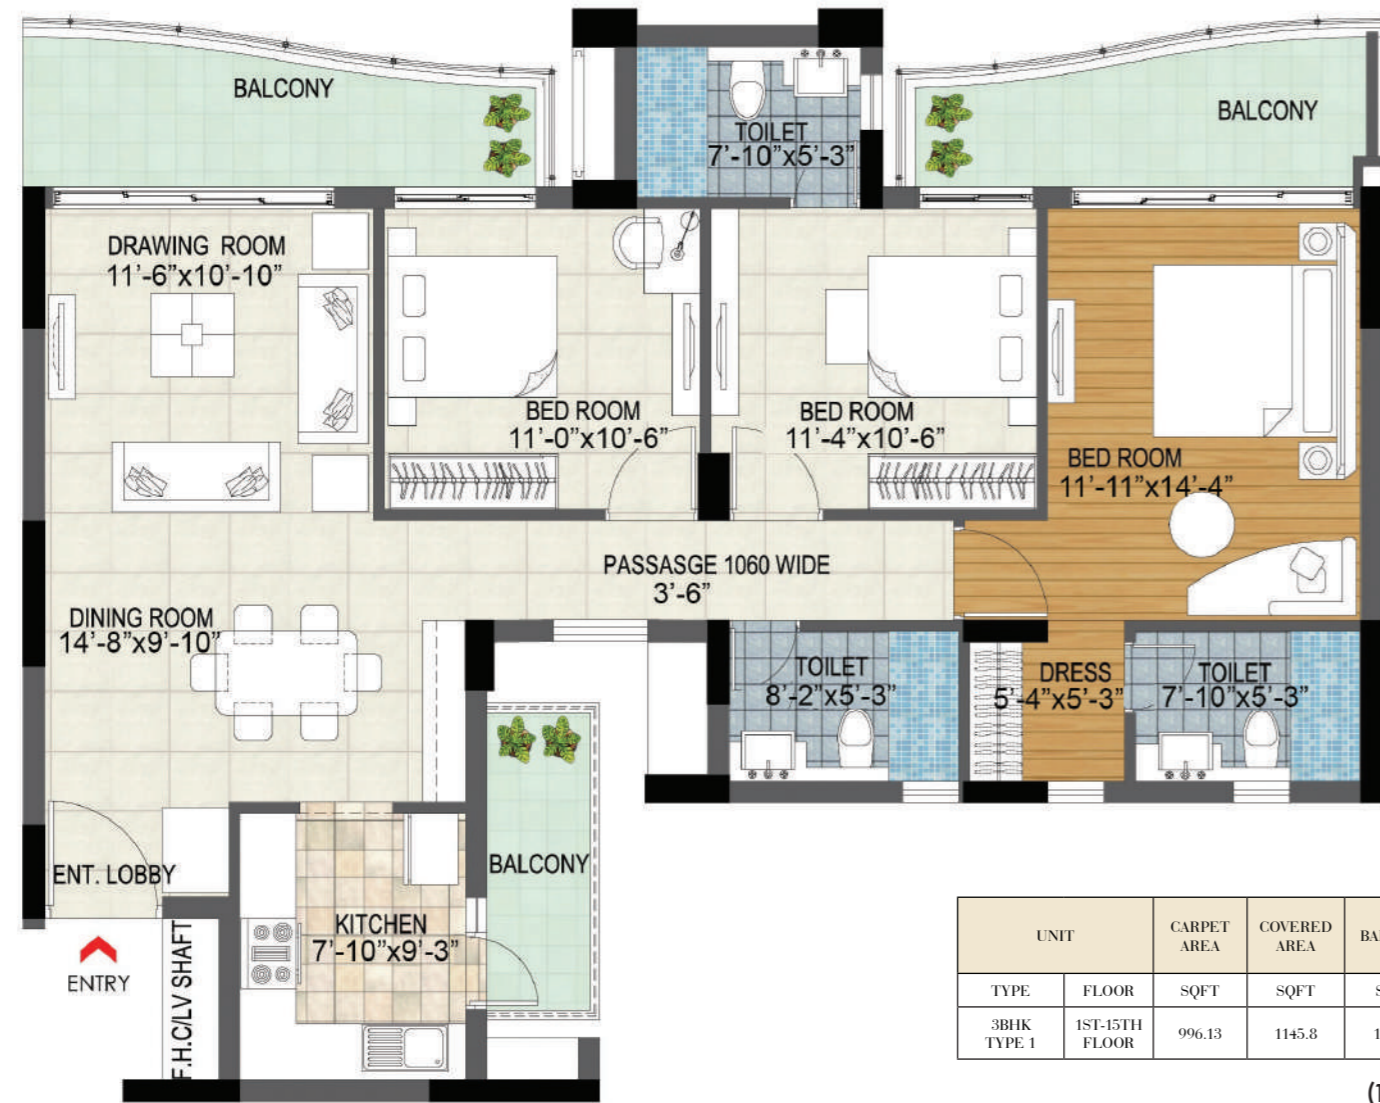 BALCONY
BALCONY
TOILET
7'-10"x5'-3"
DRAWING ROOM
11'-6"x10'-10"
BED ROOM
11'-0"x10'-6"
BED ROOM
11'-4"x10'-6"
BED ROOM
11'-11"x14'-4"
PASSASGE 1060 WIDE
3'-6"
DINING ROOM
14'-8"x9'-10"
TOILET
8'-2"x5'-3"
DRESS
5'-4"x5'-3"
TOILET
7'-10"x5'-3"
BALCONY
ENT. LOBBY
KITCHEN
7'-10"x9'-3"
ENTRY
F.H.C/LV SHAFT
UNIT CARPET AREA COVERED AREA
TYPE FLOOR SQFT SQFT
3BHK TYPE 1 1ST-15TH FLOOR 996.13 1145.8